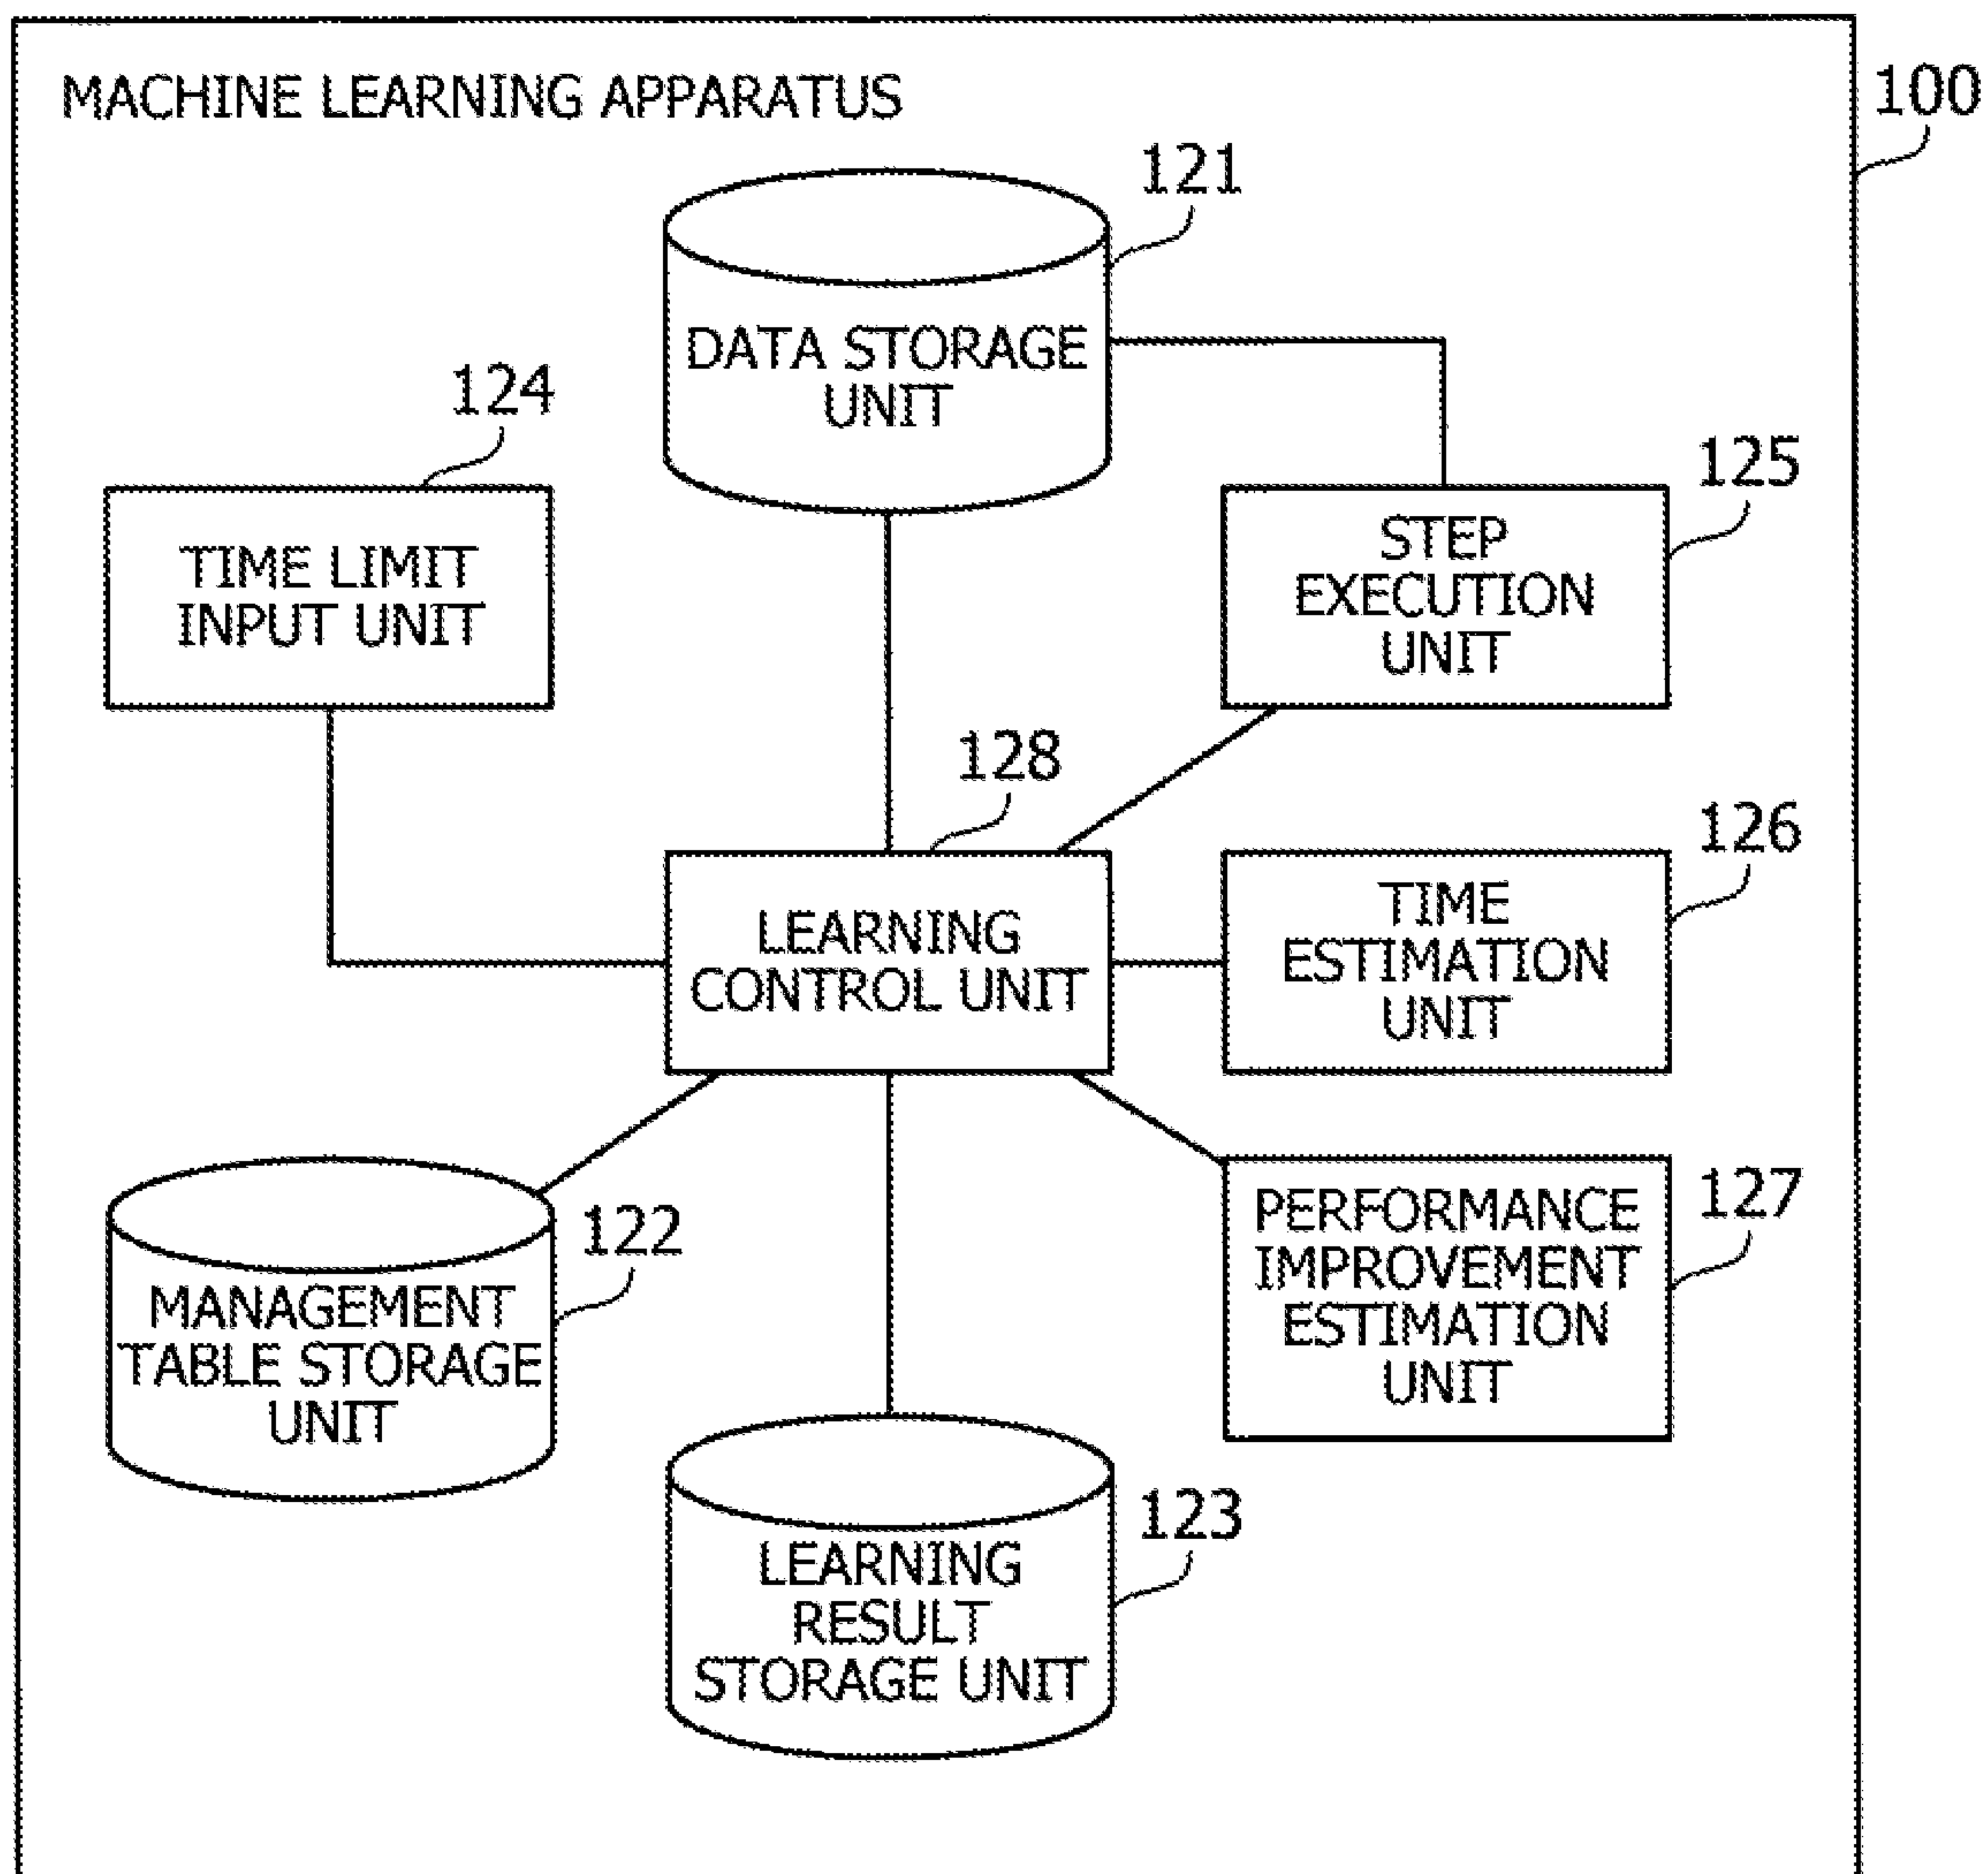 MACHINE LEARNING APPARATUS
100
121
DATA STORAGE
UNIT
124
TIME LIMIT
INPUT UNIT
125
STEP
EXECUTION
UNIT
128
LEARNING
CONTROL UNIT
126
TIME
ESTIMATION
UNIT
122
MANAGEMENT
TABLE STORAGE
UNIT
127
PERFORMANCE
IMPROVEMENT
ESTIMATION
UNIT
123
LEARNING
RESULT
STORAGE UNIT